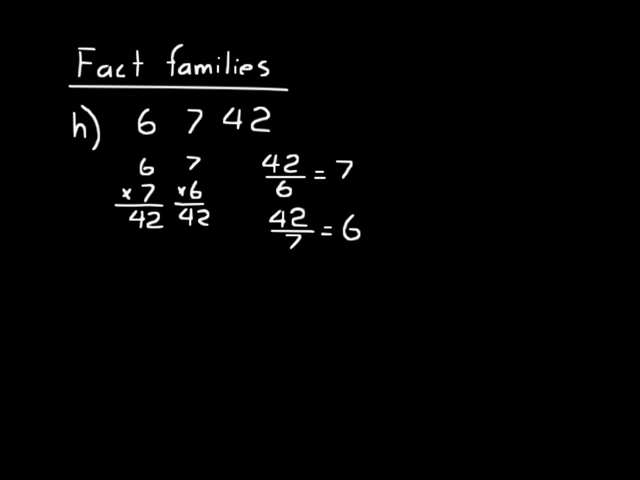 Fact families
h) 6 7 42
6 7 42/6 = 7
×7 ×6
42 42 42/7 = 6